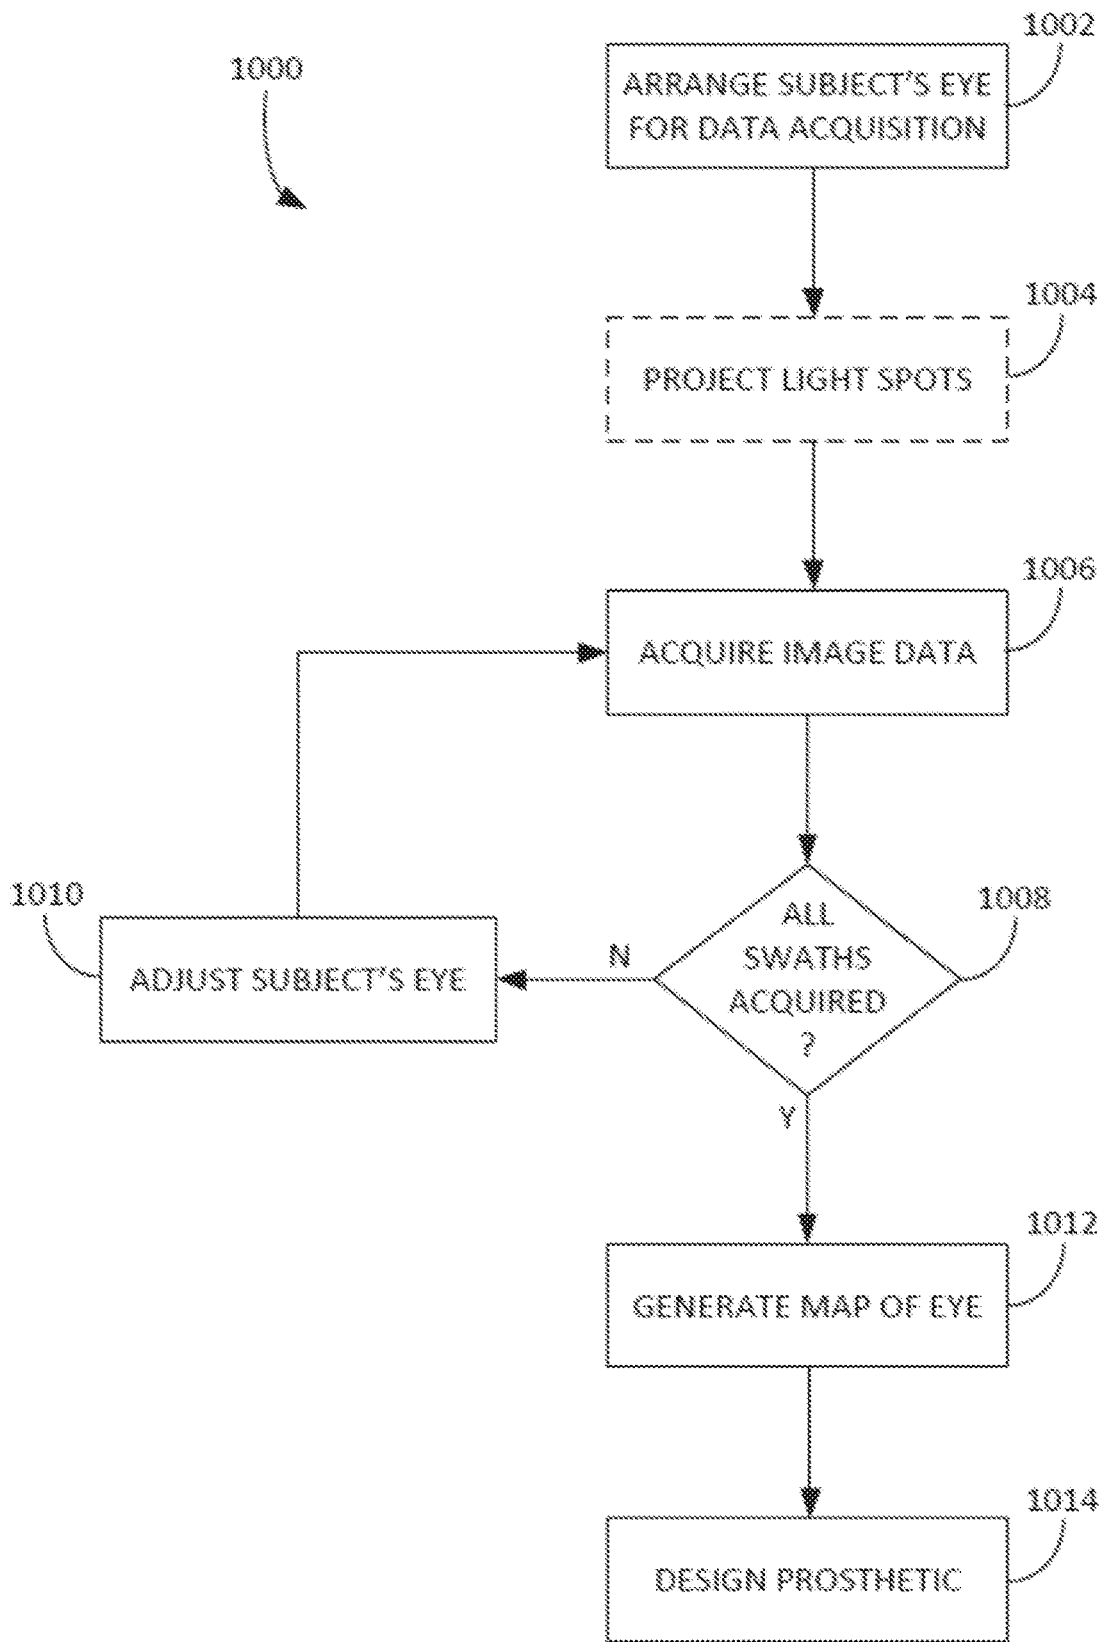 1000
1002
ARRANGE SUBJECT'S EYE
FOR DATA ACQUISITION
1004
PROJECT LIGHT SPOTS
1006
ACQUIRE IMAGE DATA
1008
ALL
SWATHS
ACQUIRED
?
N
1010
ADJUST SUBJECT'S EYE
Y
1012
GENERATE MAP OF EYE
1014
DESIGN PROSTHETIC